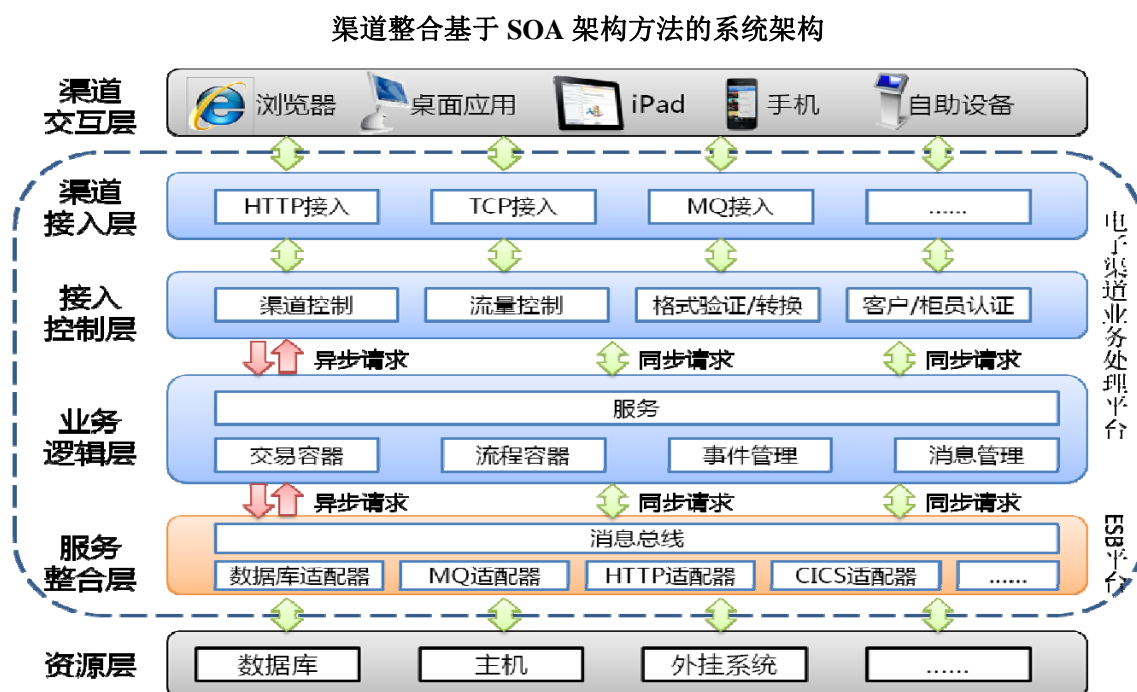 渠道整合基于 SOA 架构方法的系统架构
渠道
交互层
浏览器
桌面应用
iPad
手机
自助设备
渠道
接入层
HTTP接入
TCP接入
MQ接入
......
接入
控制层
渠道控制
流量控制
格式验证/转换
客户/柜员认证
异步请求
同步请求
同步请求
业务
逻辑层
服务
交易容器
流程容器
事件管理
消息管理
异步请求
同步请求
同步请求
服务
整合层
消息总线
数据库适配器
MQ适配器
HTTP适配器
CICS适配器
......
资源层
数据库
主机
外挂系统
......
电子渠道业务处理平台
ESB平台